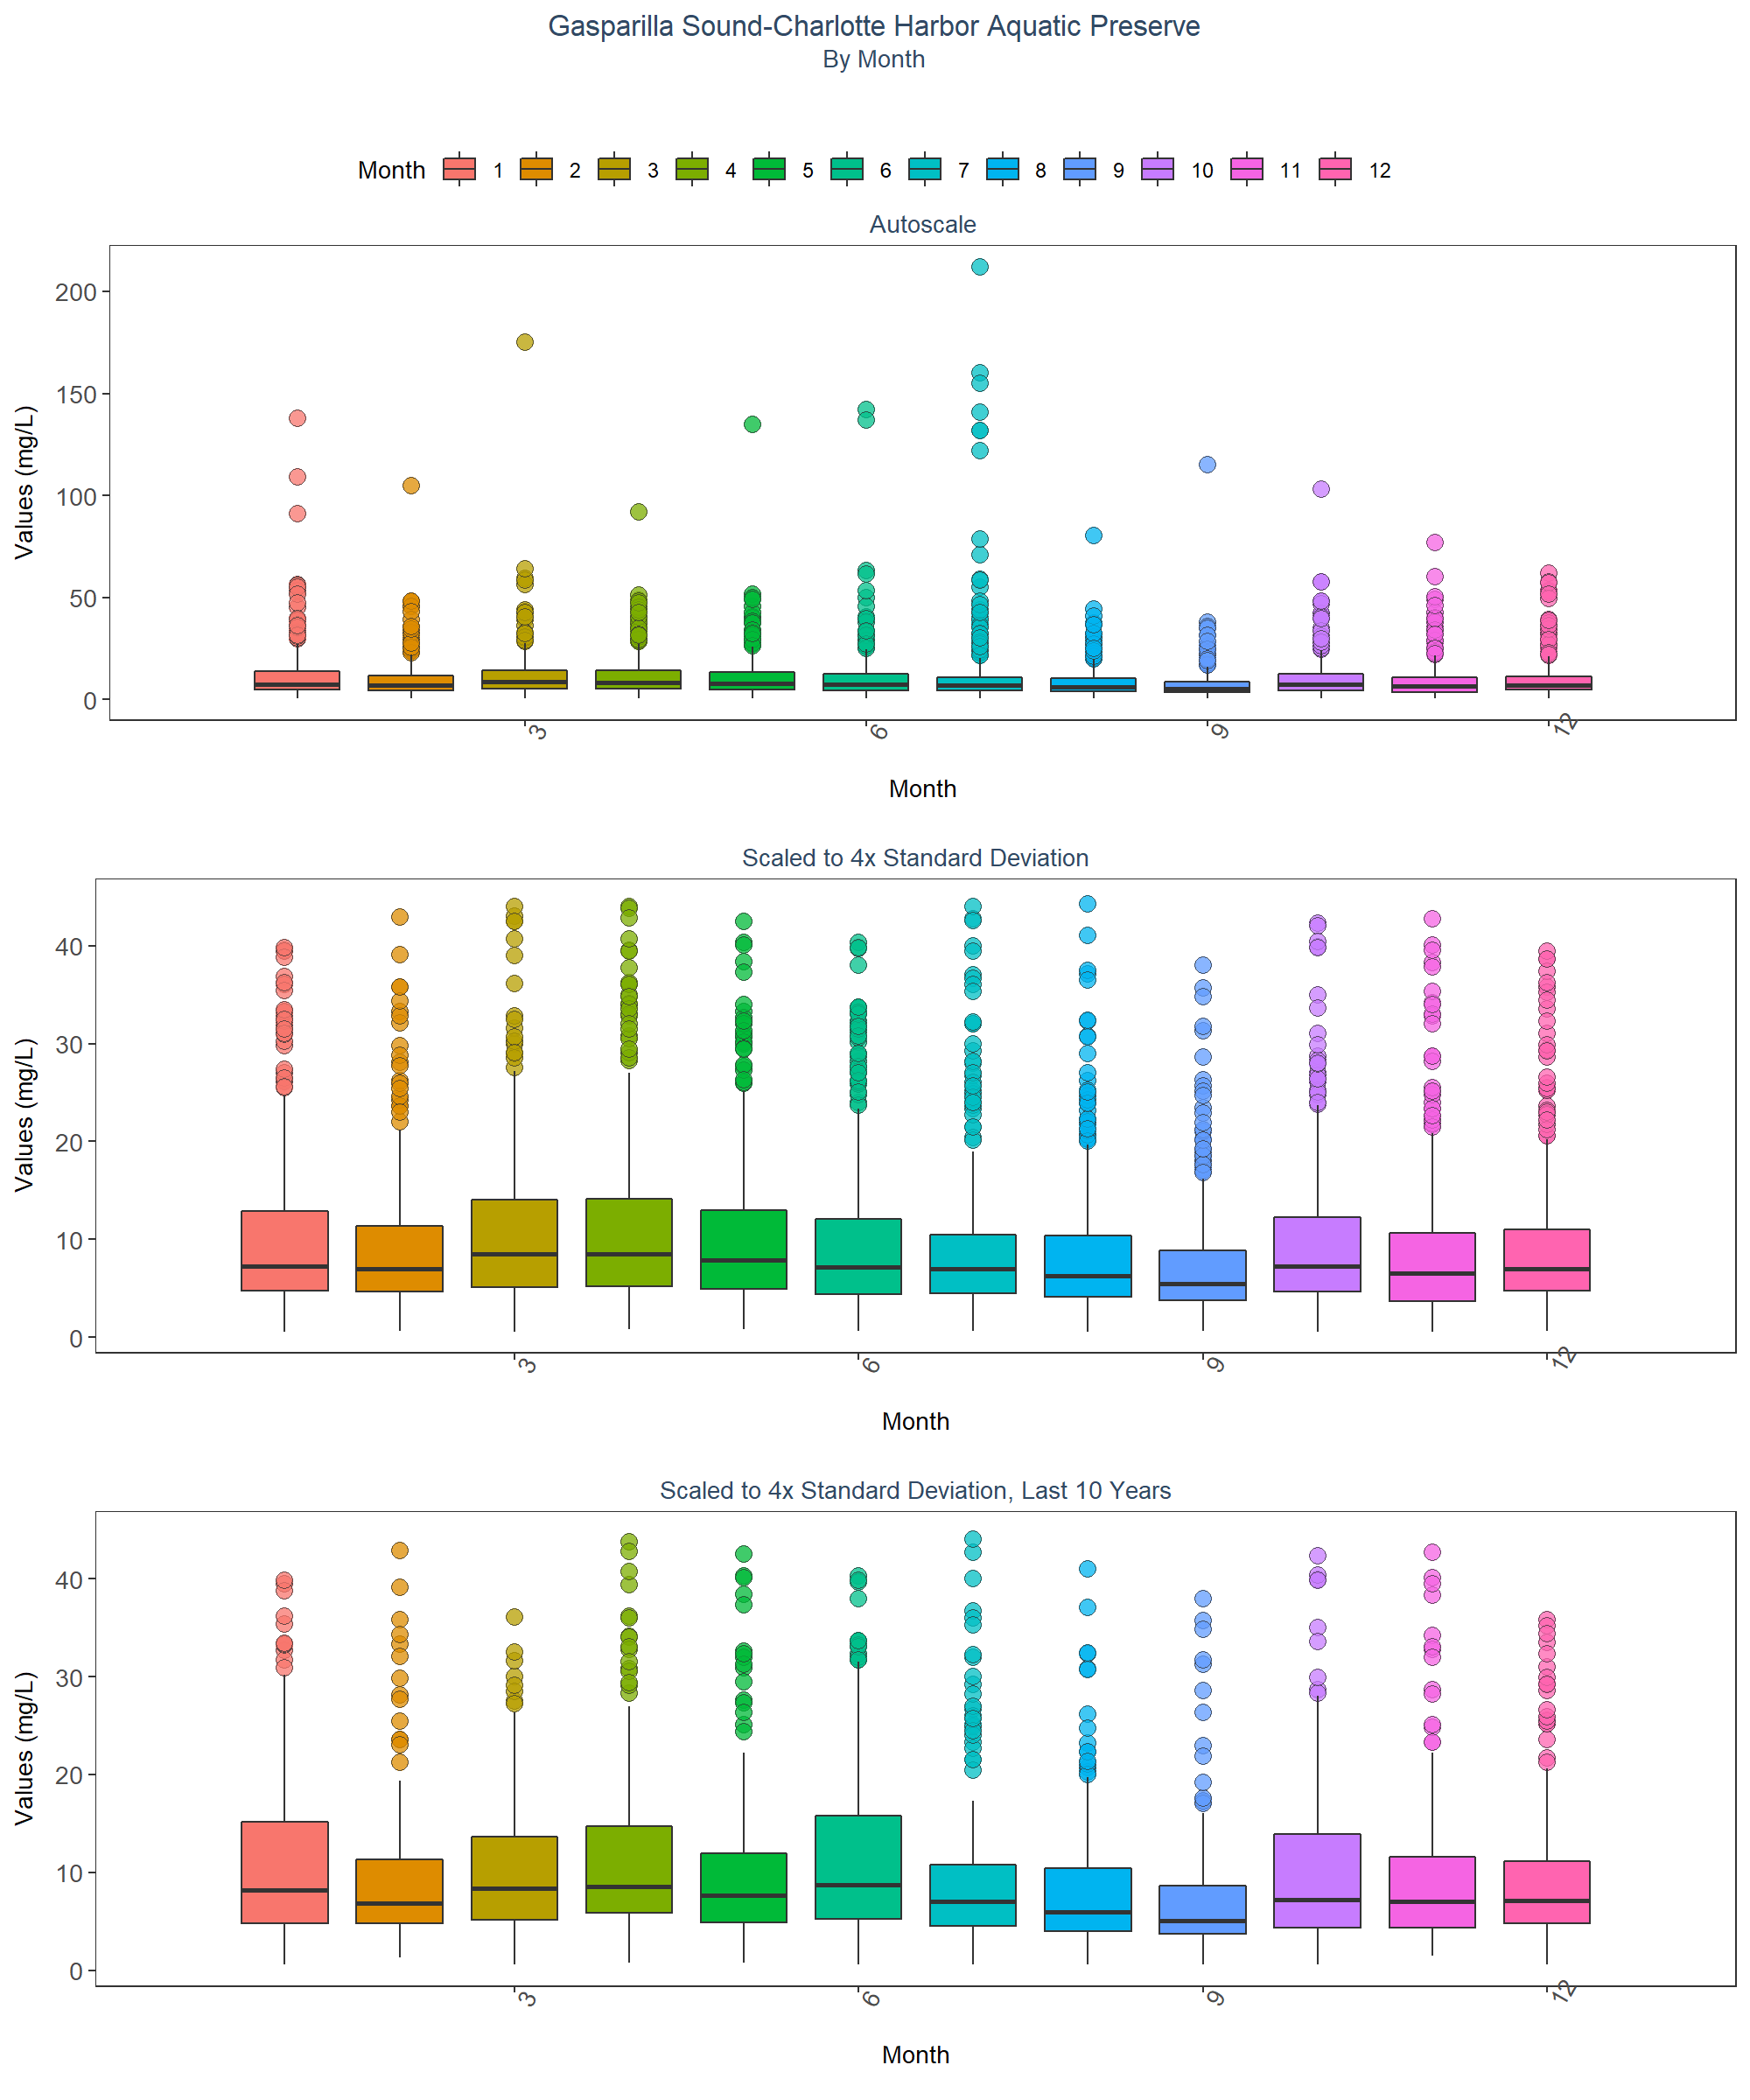 Gasparilla Sound-Charlotte Harbor Aquatic Preserve
By Month
Month 1 2 3 4 5 6 7 8 9 10 11 12
Autoscale
Values (mg/L)
200
150
100
50
0
3 6 9 12
Month
Scaled to 4x Standard Deviation
Values (mg/L)
40
30
20
10
0
3 6 9 12
Month
Scaled to 4x Standard Deviation, Last 10 Years
Values (mg/L)
40
30
20
10
0
3 6 9 12
Month